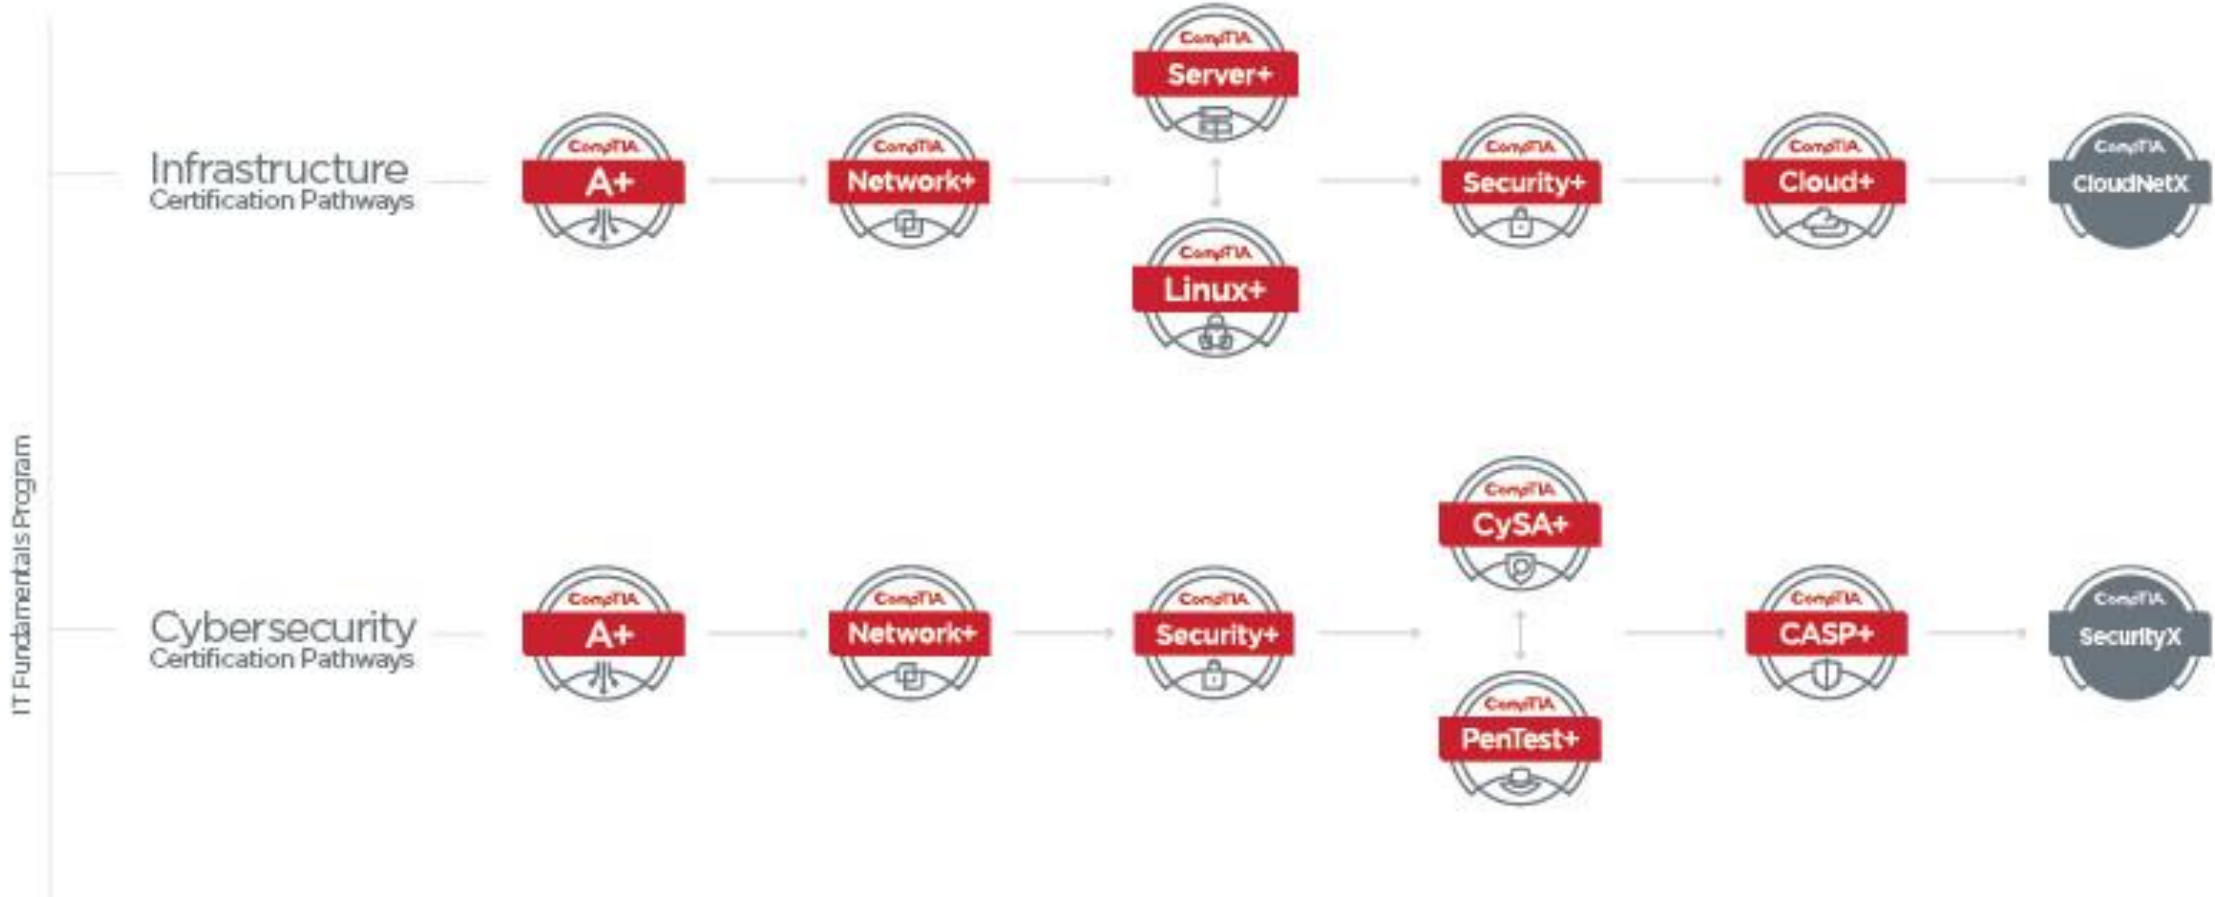 IT Fundamentals Program
Infrastructure
Certification Pathways
CompTIA
A+
CompTIA
Network+
CompTIA
Server+
CompTIA
Linux+
CompTIA
Security+
CompTIA
Cloud+
CompTIA
CloudNetX
Cybersecurity
Certification Pathways
CompTIA
A+
CompTIA
Network+
CompTIA
Security+
CompTIA
CySA+
CompTIA
PenTest+
CompTIA
CASP+
CompTIA
SecurityX